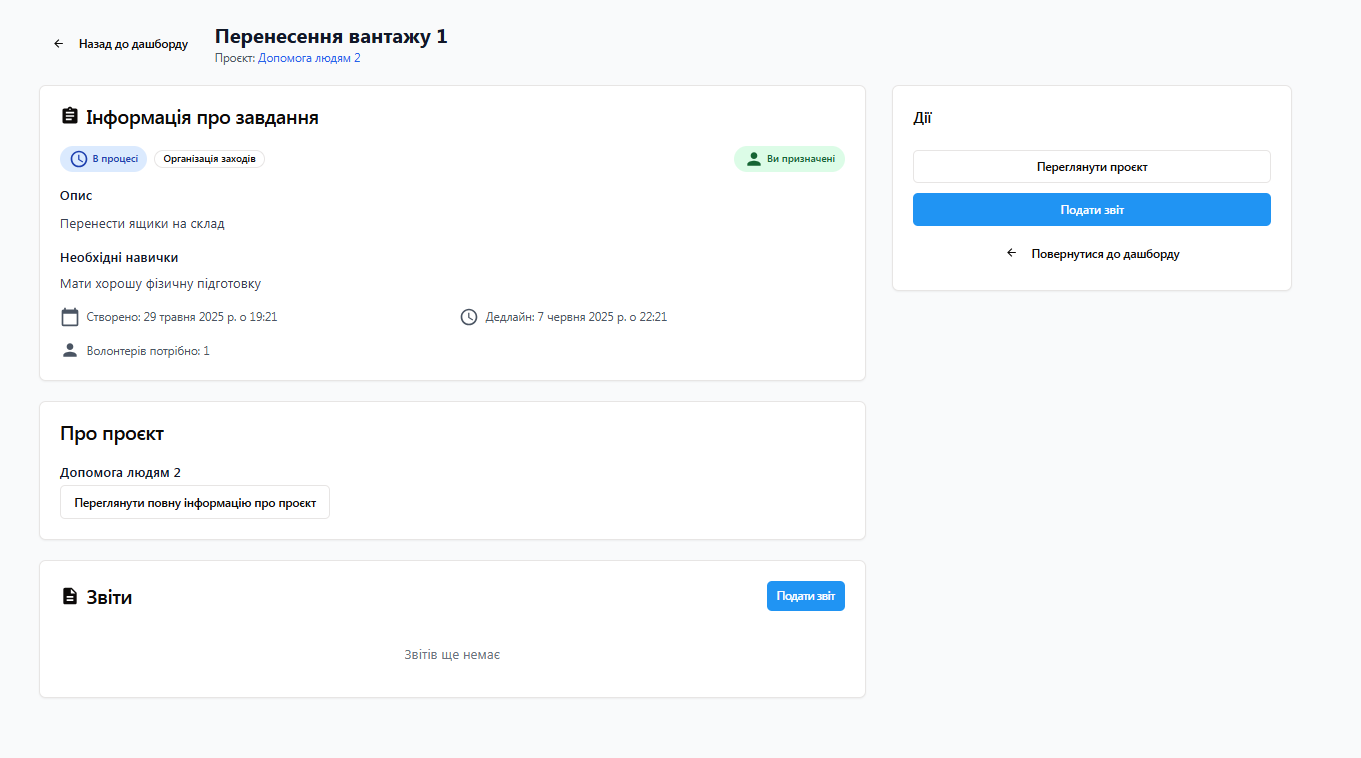 Назад до дашборду
Перенесення вантажу 1
Проєкт: Допомога людям 2
Інформація про завдання
В процесі
Організація заходів
Ви призначені
Опис
Перенести ящики на склад
Необхідні навички
Мати хорошу фізичну підготовку
Створено: 29 травня 2025 р. о 19:21
Дедлайн: 7 червня 2025 р. о 22:21
Волонтерів потрібно: 1
Про проєкт
Допомога людям 2
Переглянути повну інформацію про проєкт
Звіти
Подати звіт
Звітів ще немає
Дії
Переглянути проєкт
Подати звіт
Повернутися до дашборду